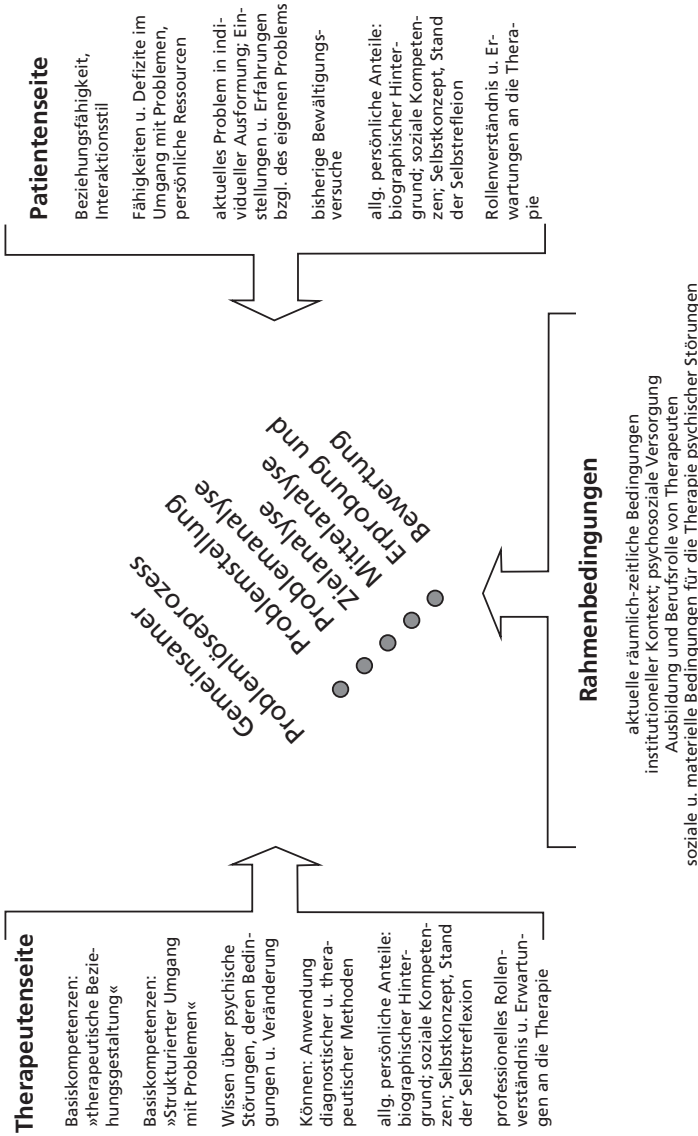 Therapeutenseite
Basiskompetenzen:
»therapeutische Bezie-
hungsgestaltung«
Basiskompetenzen:
»Strukturierter Umgang
mit Problemen«
Wissen über psychische
Störungen, deren Bedin-
gungen u. Veränderung
Können: Anwendung
diagnostischer u. thera-
peutischer Methoden
allg. persönliche Anteile:
biographischer Hinter-
grund; soziale Kompeten-
zen; Selbstkonzept, Stand
der Selbstreflexion
professionelles Rollen-
verständnis u. Erwartun-
gen an die Therapie
Gemeinsamer
Problemlöseprozess
Problemstellung
Problemanalyse
Zielanalyse
Mittelanalyse
Erprobung und
Bewertung
Patientenseite
Beziehungsfähigkeit,
Interaktionsstil
Fähigkeiten u. Defizite im
Umgang mit Problemen,
persönliche Ressourcen
aktuelles Problem in indi-
vidueller Ausformung; Ein-
stellungen u. Erfahrungen
bzgl. des eigenen Problems
bisherige Bewältigungs-
versuche
allg. persönliche Anteile:
biographischer Hinter-
grund; soziale Kompeten-
zen; Selbstkonzept, Stand
der Selbstrefleion
Rollenverständnis u. Er-
wartungen an die Thera-
pie
Rahmenbedingungen
aktuelle räumlich-zeitliche Bedingungen
institutioneller Kontext; psychosoziale Versorgung
Ausbildung und Berufsrolle von Therapeuten
soziale u. materielle Bedingungen für die Therapie psychischer Störungen